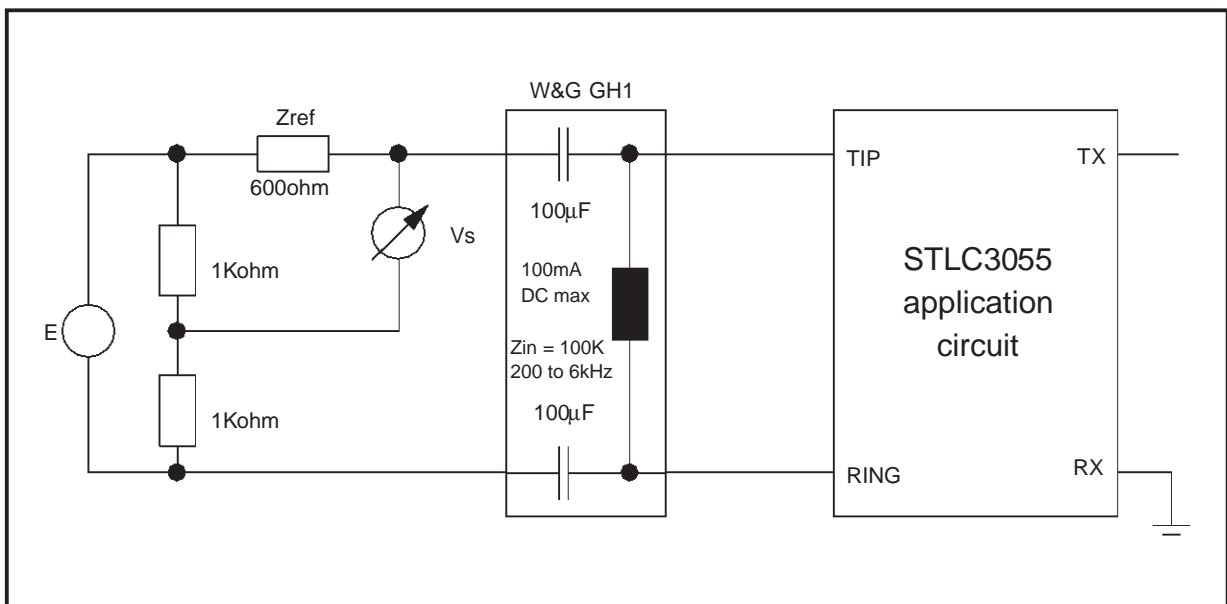 W&G GH1
Zref
600ohm
TIP
TX
100μF
Vs
1Kohm
100mA
DC max
STLC3055
application
circuit
E
Zin = 100K
200 to 6kHz
1Kohm
100μF
RING
RX